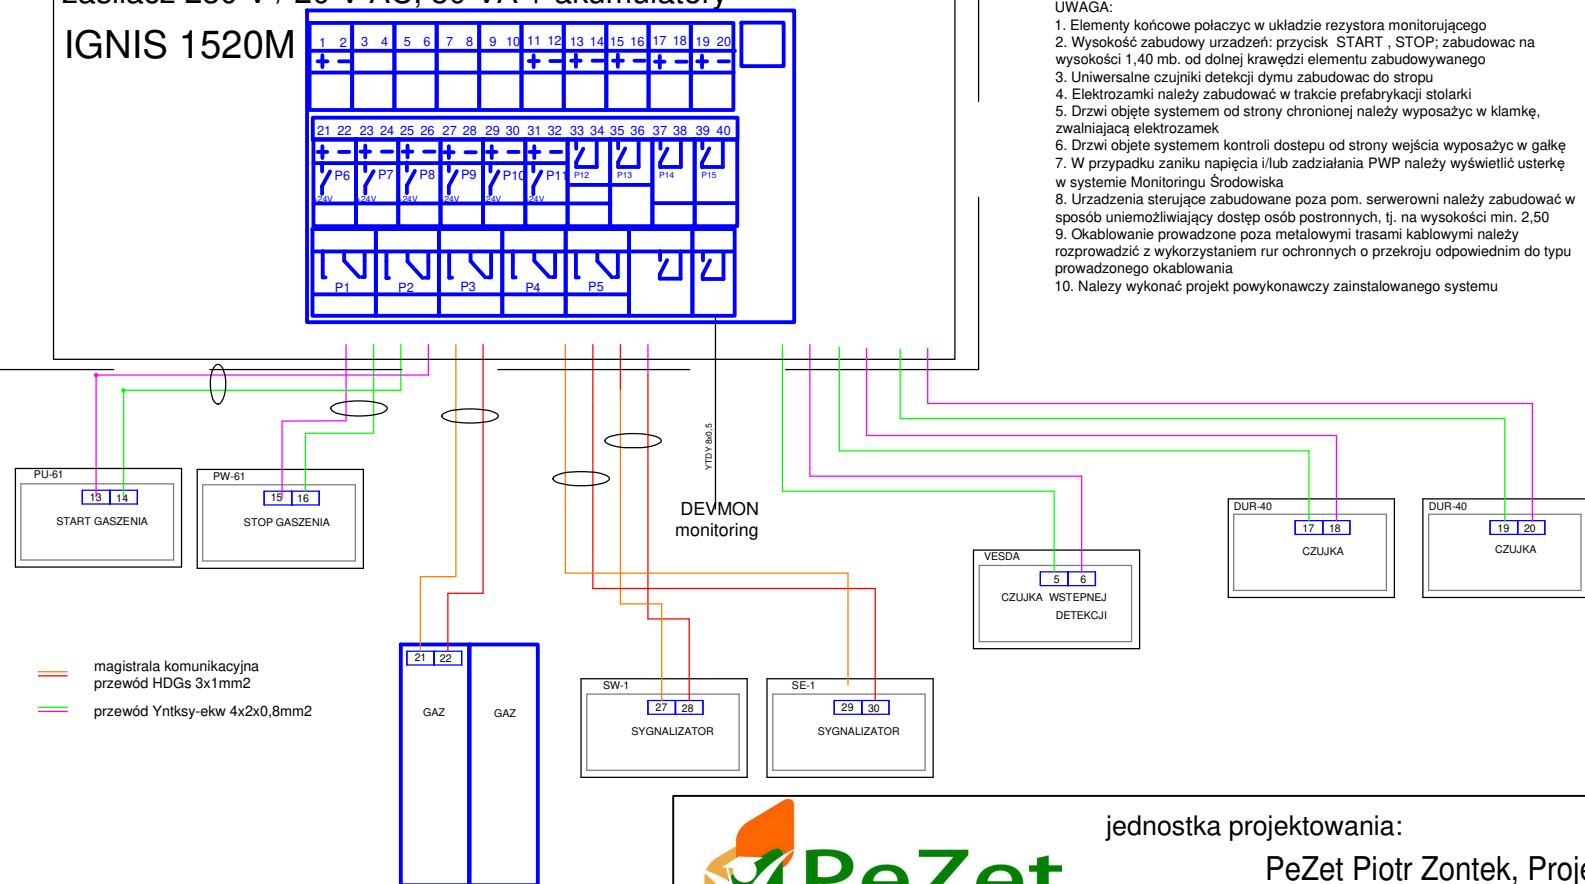 zasilacz 230 V / 20 V AC, 50 VA + akumulatory
IGNIS 1520M
1 2 3 4 5 6 7 8 9 10 11 12 13 14 15 16 17 18 19 20
+ - + - + - + - + - + -
21 22 23 24 25 26 27 28 29 30 31 32 33 34 35 36 37 38 39 40
+ - + - + - + - + - + -
P6 P7 P8 P9 P10 P11 P12 P13 P14 P15
24V 24V 24V 24V 24V
P1 P2 P3 P4 P5
UWAGA:
1. Elementy końcowe połaczyc w układzie rezystora monitorującego
2. Wysokość zabudowy urzadzeń: przycisk START , STOP; zabudowac na
wysokości 1,40 mb. od dolnej krawędzi elementu zabudowywanego
3. Uniwersalne czujniki detekcji dymu zabudowac do stropu
4. Elektrozamki należy zabudować w trakcie prefabrykacji stolarki
5. Drzwi objęte systemem od strony chronionej należy wyposażyc w klamkę,
zwalniajacą elektrozamek
6. Drzwi objete systemem kontroli dostepu od strony wejścia wyposażyc w gałkę
7. W przypadku zaniku napięcia i/lub zadziałania PWP należy wyświetlić usterkę
w systemie Monitoringu Środowiska
8. Urzadzenia sterujące zabudowane poza pom. serwerowni należy zabudować w
sposób uniemożliwiający dostęp osób postronnych, tj. na wysokości min. 2,50
9. Okablowanie prowadzone poza metalowymi trasami kablowymi należy
rozprowadzić z wykorzystaniem rur ochronnych o przekroju odpowiednim do typu
prowadzonego okablowania
10. Nalezy wykonać projekt powykonawczy zainstalowanego systemu
YTDY 8x0,5
DEVMON
monitoring
PU-61
13 14
START GASZENIA
PW-61
15 16
STOP GASZENIA
VESDA
5 6
CZUJKA WSTEPNEJ
DETEKCJI
DUR-40
17 18
CZUJKA
DUR-40
19 20
CZUJKA
magistrala komunikacyjna
przewód HDGs 3x1mm2
przewód Yntksy-ekw 4x2x0,8mm2
21 22
GAZ
GAZ
SW-1
27 28
SYGNALIZATOR
SE-1
29 30
SYGNALIZATOR
PeZet
jednostka projektowania:
PeZet Piotr Zontek, Proje